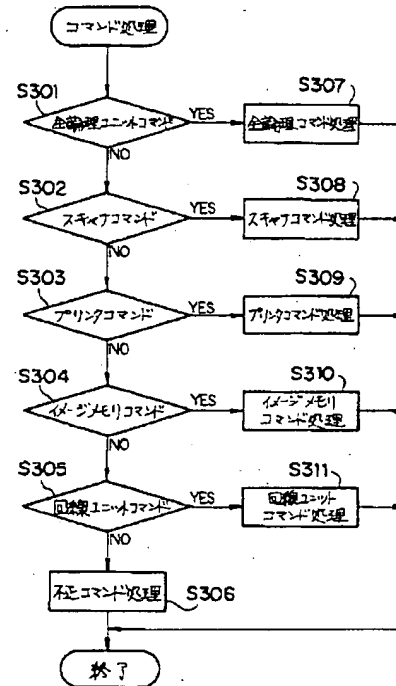 コマンド処理
S301
S307
全論理ユニットコマンド
YES
全論理コマンド処理
NO
S302
S308
スキャナコマンド
YES
スキャナコマンド処理
NO
S303
S309
プリンタコマンド
YES
プリンタコマンド処理
NO
S304
S310
イメージメモリコマンド
YES
イメージメモリ
コマンド処理
NO
S305
S311
回線ユニットコマンド
YES
回線ユニット
コマンド処理
NO
不正コマンド処理
S306
終了